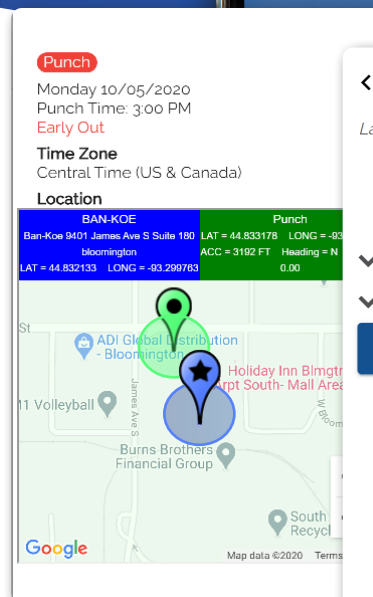 Punch
Monday 10/05/2020
Punch Time: 3:00 PM
Early Out
Time Zone
Central Time (US & Canada)
Location
BAN-KOE
Ban-Koe 9401 James Ave S Suite 180
bloomington
LAT = 44.832133 LONG = -93.299763
Punch
LAT = 44.833178 LONG = -93
ACC = 3192 FT Heading = N
0.00
St
ADI Global Distribution
- Bloomington
Holiday Inn Blmgtn
Arpt South- Mall Area
James Ave S
11 Volleyball
W Bloom
Burns Brothers
Financial Group
South
Recycl
Google
Map data ©2020 Terms